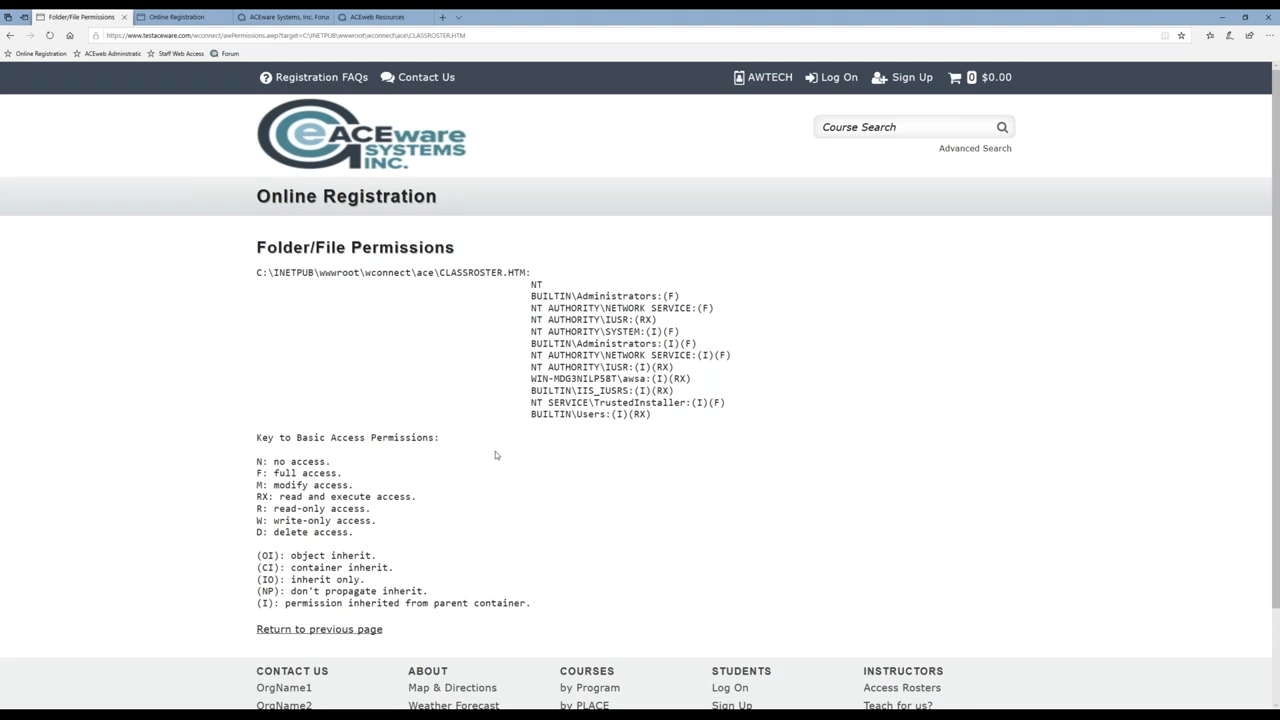 Folder/File Permissions
Online Registration
ACEware Systems, Inc. Foru
ACEweb Resources
https://www.testaceware.com/wconnect/awPermissions.awp?target=C:\INETPUB\wwwroot\wconnect\ace\CLASSROSTER.HTM
Online Registration
ACEweb Administratic
Staff Web Access
Forum
Registration FAQs
Contact Us
AWTECH
Log On
Sign Up
0
$0.00
ACEware
SYSTEMS
INC.
Course Search
Advanced Search
Online Registration
Folder/File Permissions
C:\INETPUB\wwwroot\wconnect\ace\CLASSROSTER.HTM:
NT
BUILTIN\Administrators:(F)
NT AUTHORITY\NETWORK SERVICE:(F)
NT AUTHORITY\IUSR:(RX)
NT AUTHORITY\SYSTEM:(I)(F)
BUILTIN\Administrators:(I)(F)
NT AUTHORITY\NETWORK SERVICE:(I)(F)
NT AUTHORITY\IUSR:(I)(RX)
WIN-MDG3NILP58T\awsa:(I)(RX)
BUILTIN\IIS_IUSRS:(I)(RX)
NT SERVICE\TrustedInstaller:(I)(F)
BUILTIN\Users:(I)(RX)
Key to Basic Access Permissions:
N: no access.
F: full access.
M: modify access.
RX: read and execute access.
R: read-only access.
W: write-only access.
D: delete access.
(OI): object inherit.
(CI): container inherit.
(IO): inherit only.
(NP): don't propagate inherit.
(I): permission inherited from parent container.
Return to previous page
CONTACT US
ABOUT
COURSES
STUDENTS
INSTRUCTORS
OrgName1
Map & Directions
by Program
Log On
Access Rosters
OrgName2
Weather Forecast
by PLACE
Sign Up
Teach for us?